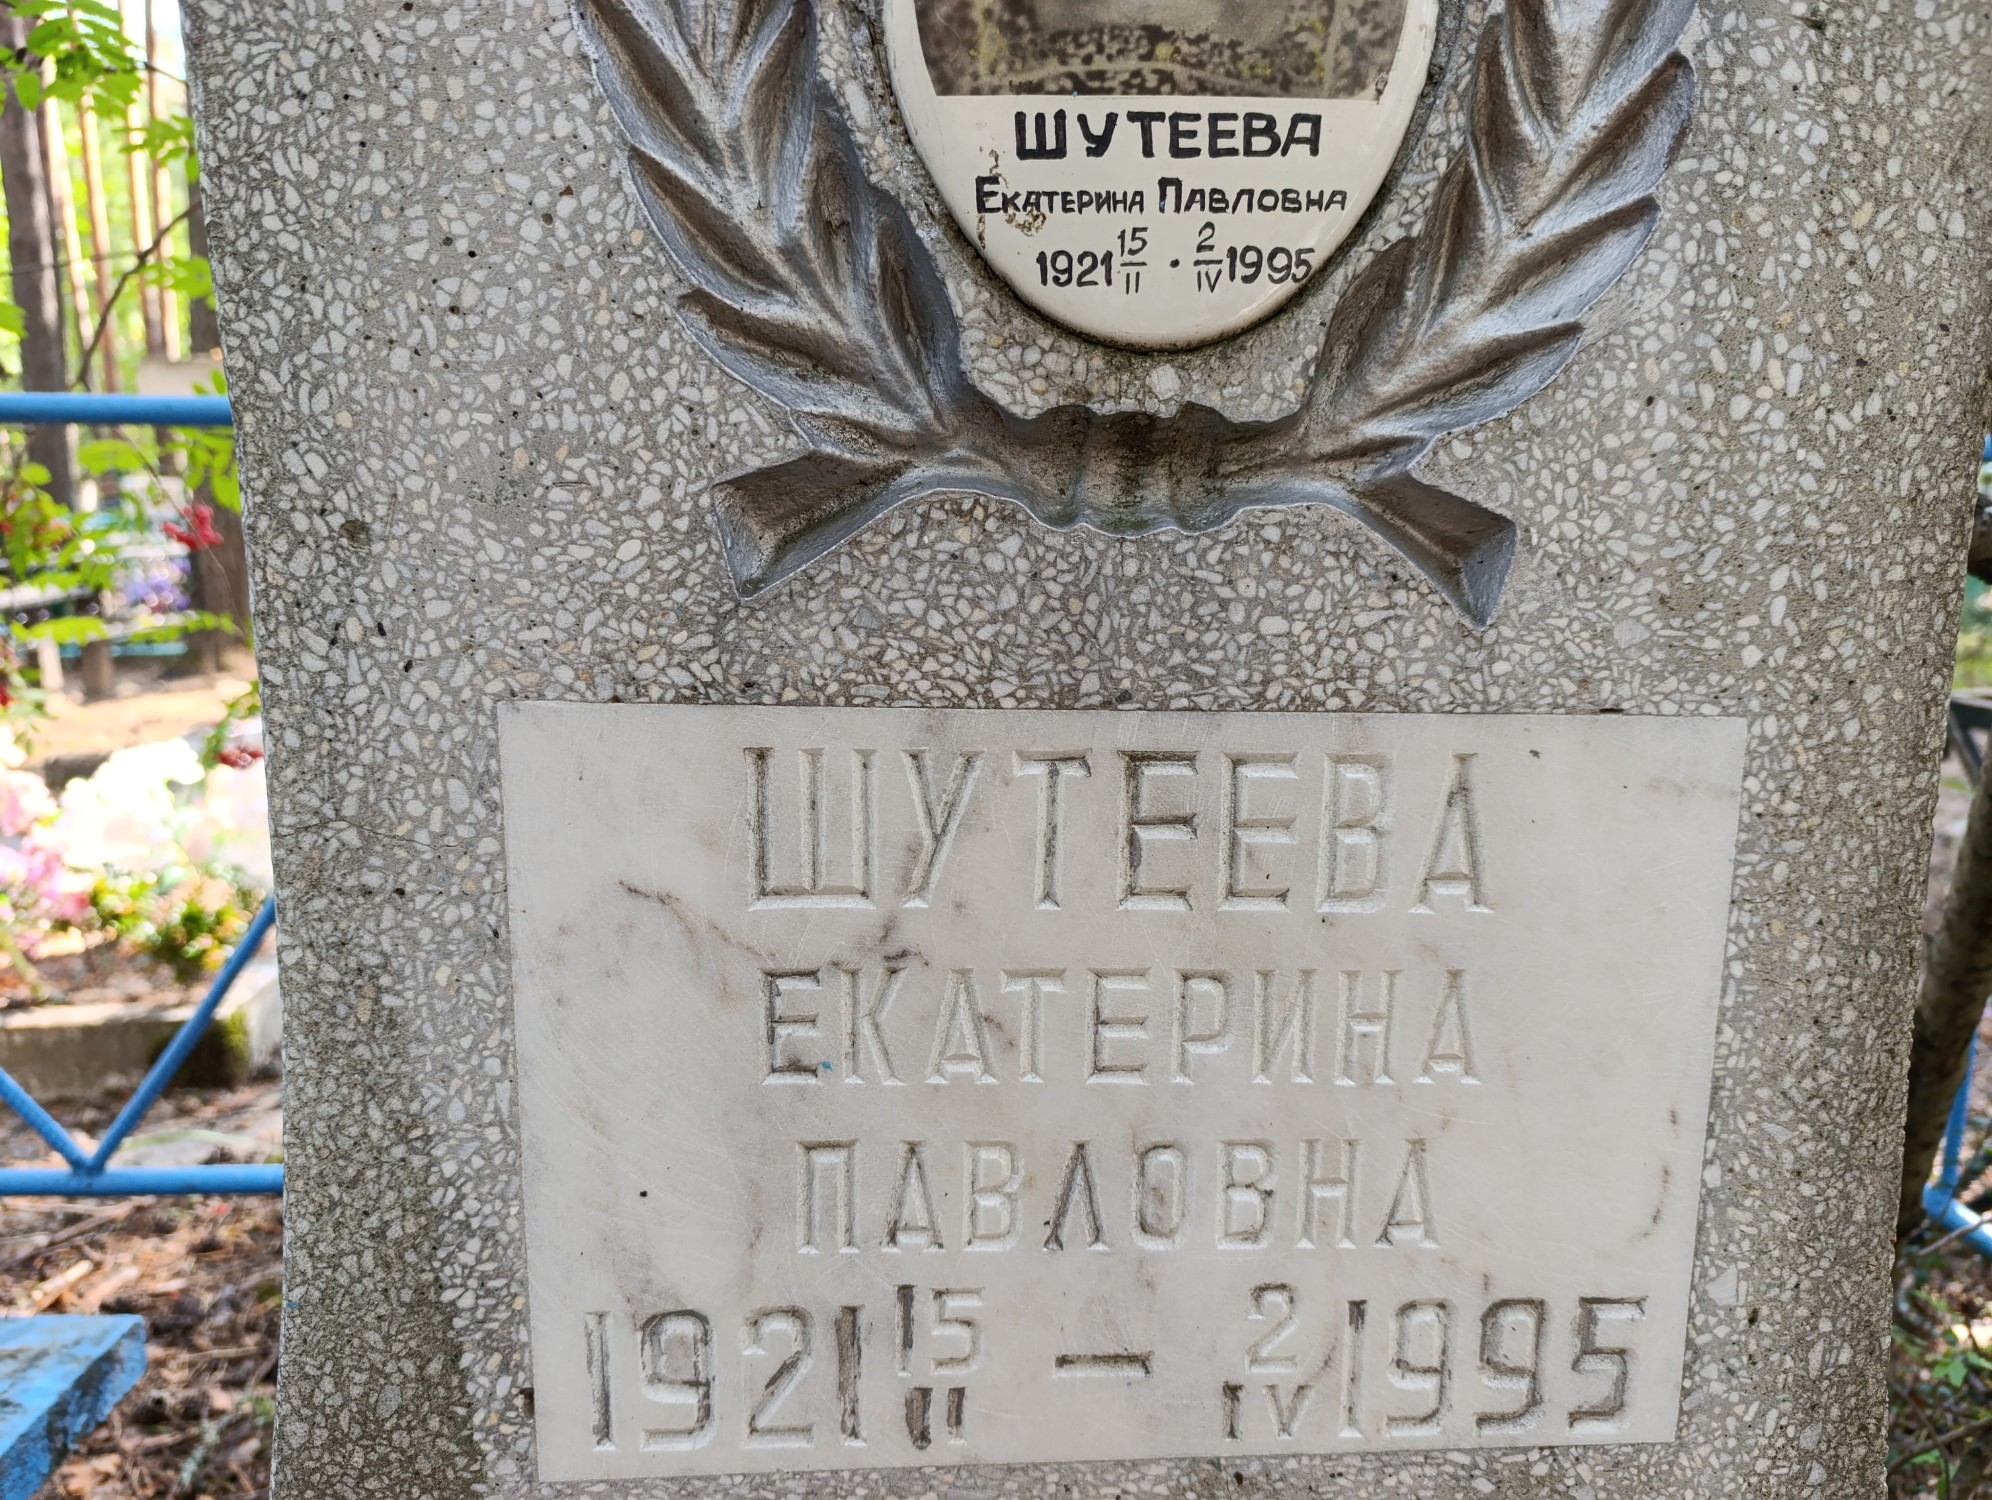 ШУТЕЕВА
ЕКАТЕРИНА ПАВЛОВНА
1921 15/II · 2/IV 1995
ШУТЕЕВА
ЕКАТЕРИНА
ПАВЛОВНА
1921 15/II – 2/IV 1995